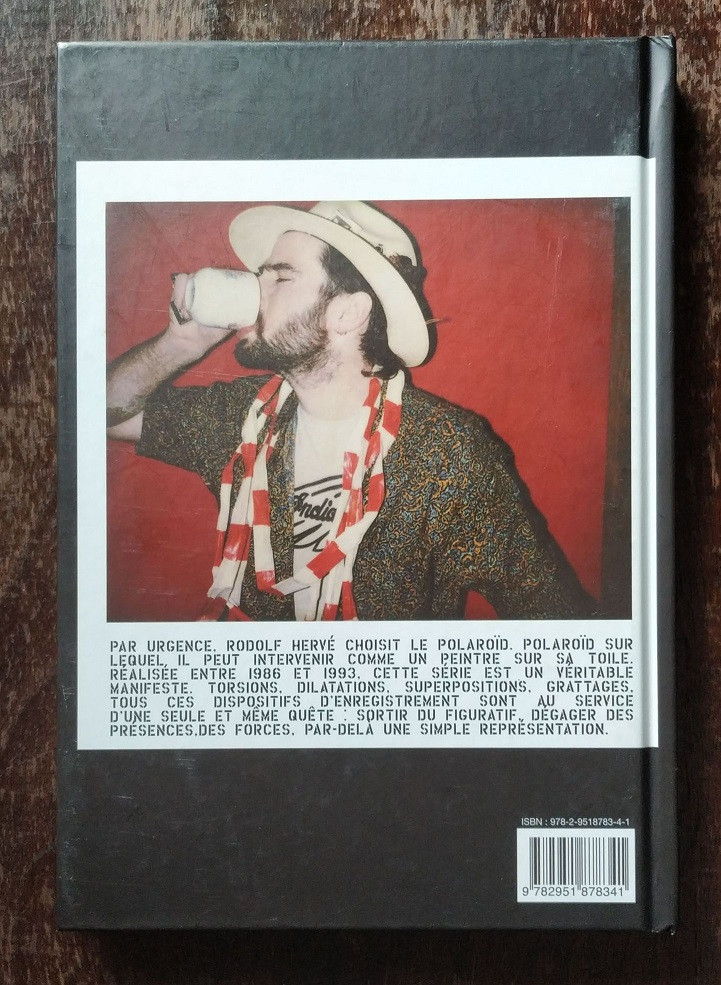 Indian
PAR URGENCE, RODOLF HERVÉ CHOISIT LE POLAROÏD. POLAROÏD SUR
LEQUEL IL PEUT INTERVENIR COMME UN PEINTRE SUR SA TOILE.
RÉALISÉE ENTRE 1986 ET 1993, CETTE SÉRIE EST UN VÉRITABLE
MANIFESTE. TORSIONS, DILATATIONS, SUPERPOSITIONS, GRATTAGES,
TOUS CES DISPOSITIFS D'ENREGISTREMENT SONT AU SERVICE
D'UNE SEULE ET MÊME QUÊTE : SORTIR DU FIGURATIF, DÉGAGER DES
PRÉSENCES,DES FORCES, PAR-DELÀ UNE SIMPLE REPRÉSENTATION.
ISBN : 978-2-9518783-4-1
9 782951 878341